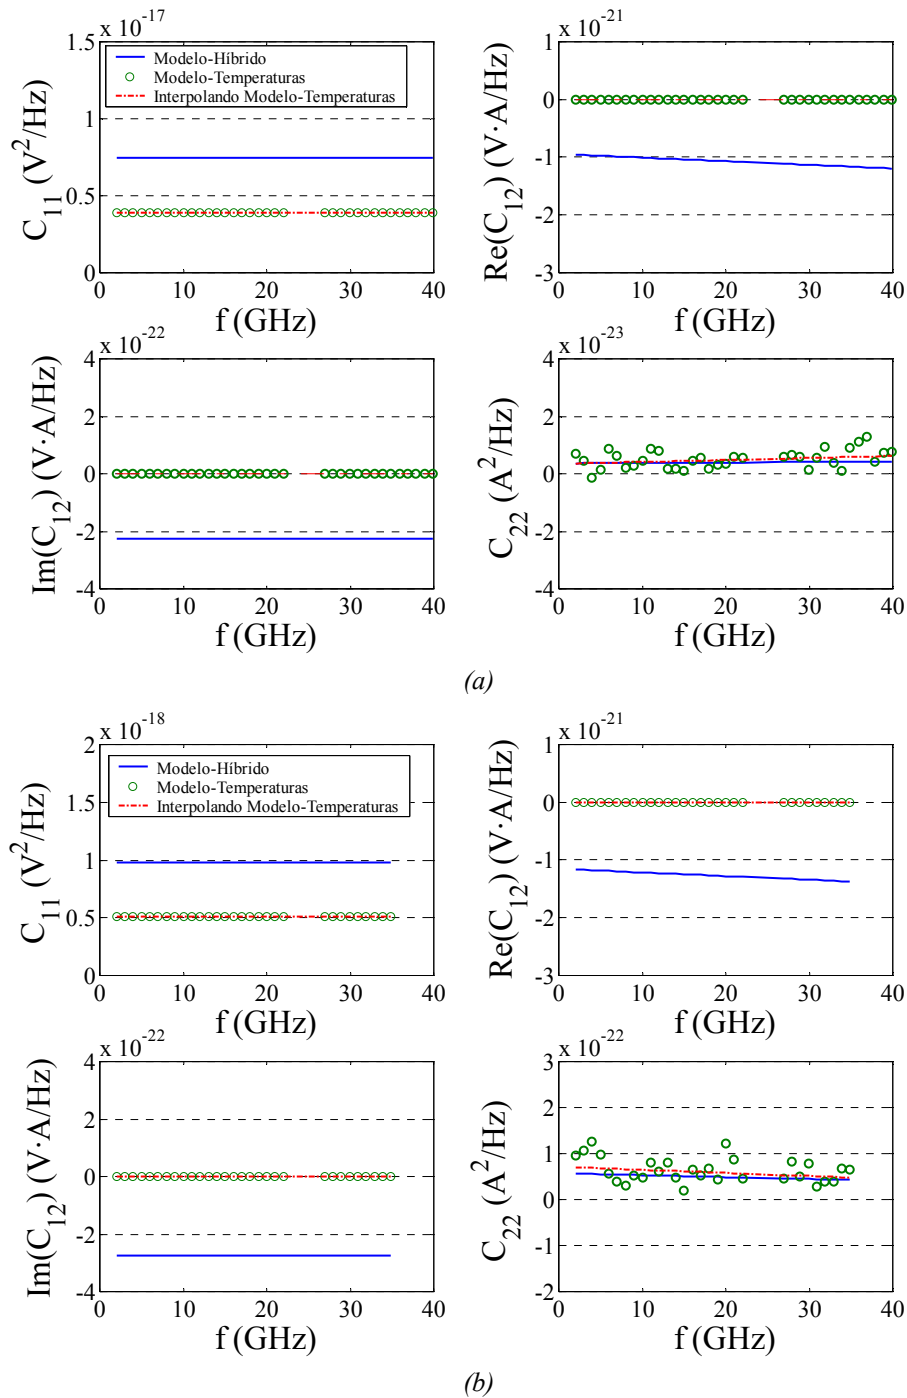 x 10^-17
C11 (V^2/Hz)
1.5
1
0.5
0
Modelo-Híbrido
Modelo-Temperaturas
Interpolando Modelo-Temperaturas
0 10 20 30 40
f (GHz)
x 10^-21
Re(C12) (V·A/Hz)
1
0
-1
-2
-3
0 10 20 30 40
f (GHz)
x 10^-22
Im(C12) (V·A/Hz)
4
2
0
-2
-4
0 10 20 30 40
f (GHz)
x 10^-23
C22 (A^2/Hz)
4
2
0
-2
-4
0 10 20 30 40
f (GHz)
(a)
x 10^-18
C11 (V^2/Hz)
2
1.5
1
0.5
0
Modelo-Híbrido
Modelo-Temperaturas
Interpolando Modelo-Temperaturas
0 10 20 30 40
f (GHz)
x 10^-21
Re(C12) (V·A/Hz)
1
0
-1
-2
-3
0 10 20 30 40
f (GHz)
x 10^-22
Im(C12) (V·A/Hz)
4
2
0
-2
-4
0 10 20 30 40
f (GHz)
x 10^-22
C22 (A^2/Hz)
3
2
1
0
-1
-2
0 10 20 30 40
f (GHz)
(b)